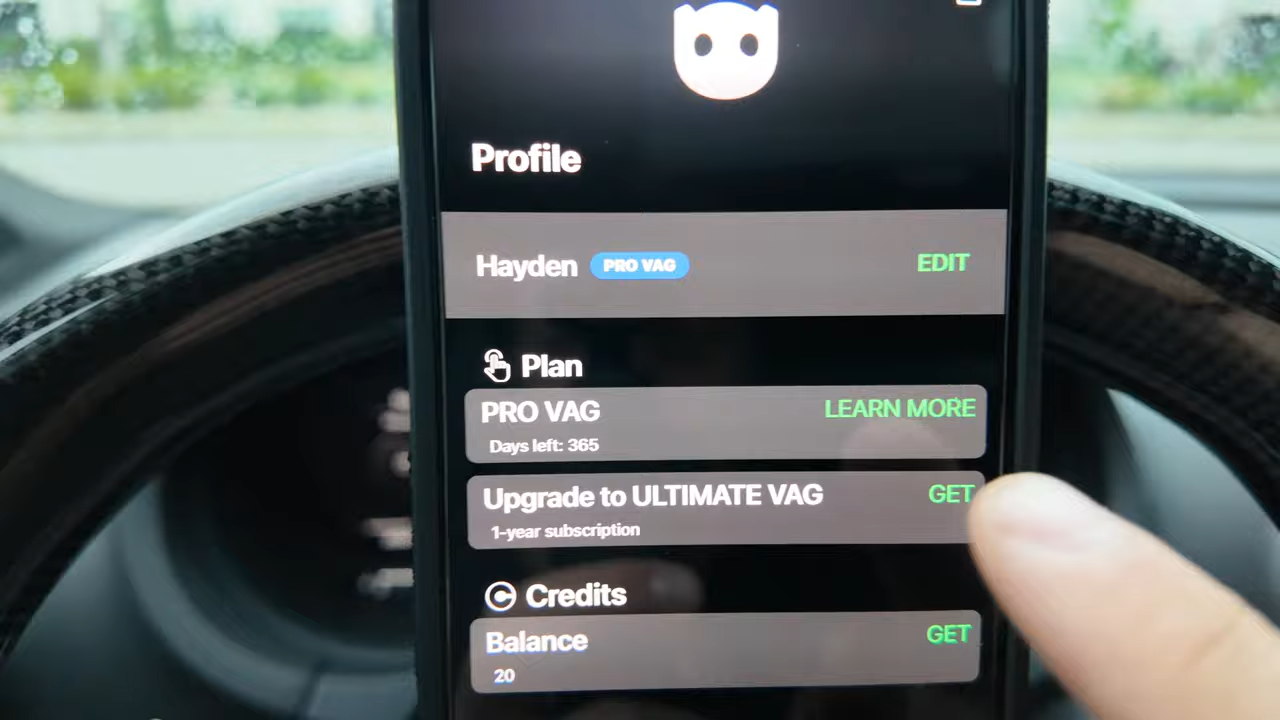 Profile
Hayden PRO VAG EDIT
Plan
PRO VAG LEARN MORE
Days left: 365
Upgrade to ULTIMATE VAG GET
1-year subscription
Credits
Balance GET
20